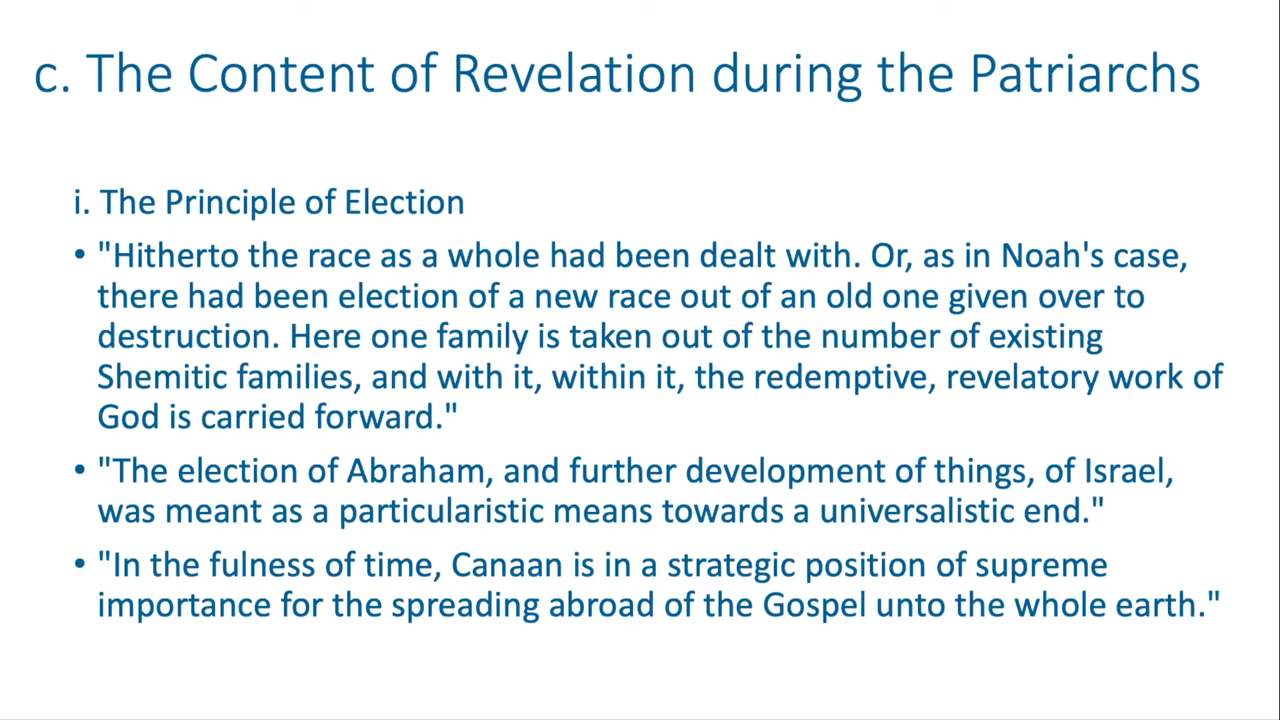 c. The Content of Revelation during the Patriarchs
i. The Principle of Election
• "Hitherto the race as a whole had been dealt with. Or, as in Noah's case,
there had been election of a new race out of an old one given over to
destruction. Here one family is taken out of the number of existing
Shemitic families, and with it, within it, the redemptive, revelatory work of
God is carried forward."
• "The election of Abraham, and further development of things, of Israel,
was meant as a particularistic means towards a universalistic end."
• "In the fulness of time, Canaan is in a strategic position of supreme
importance for the spreading abroad of the Gospel unto the whole earth."